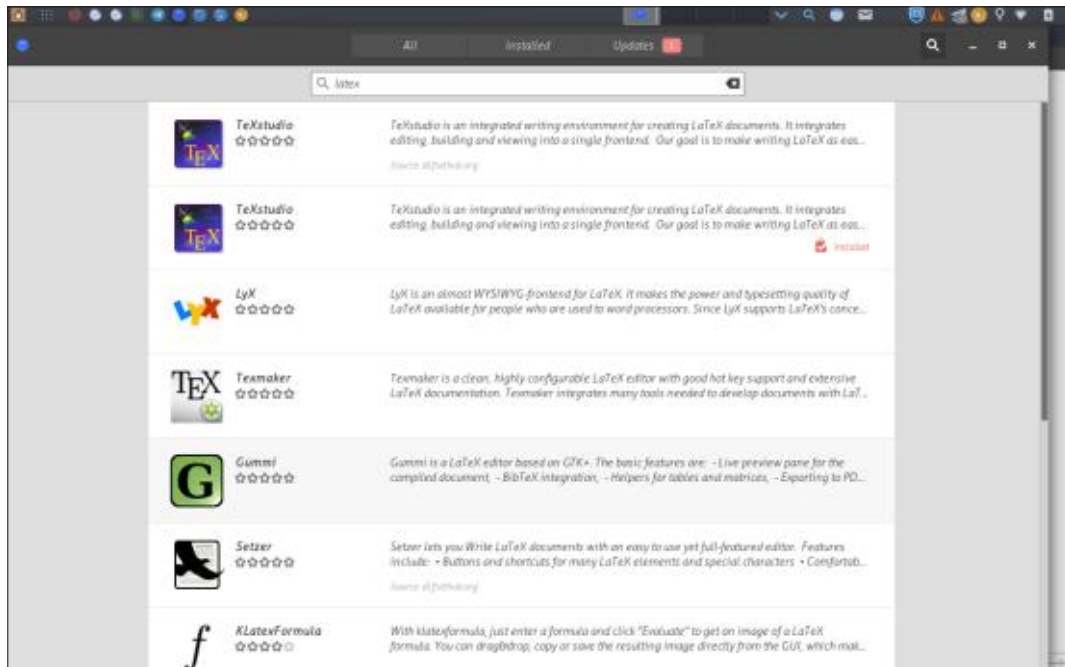 All Installed Updates
latex
TeXstudio
TeXstudio is an integrated writing environment for creating LaTeX documents. It integrates
editing, building and viewing into a single frontend. Our goal is to make writing LaTeX as eas...
TeXstudio
TeXstudio is an integrated writing environment for creating LaTeX documents. It integrates
editing, building and viewing into a single frontend. Our goal is to make writing LaTeX as eas...
Installed
LyX
LyX is an almost WYSIWYG-frontend for LaTeX. It makes the power and typesetting quality of
LaTeX available for people who are used to word processors. Since LyX supports LaTeX's conce...
Texmaker
Texmaker is a clean, highly configurable LaTeX editor with good hot key support and extensive
LaTeX documentation. Texmaker integrates many tools needed to develop documents with LaT...
Gummi
Gummi is a LaTeX editor based on GTK+. The basic features are: - Live preview pane for the
compiled document, - BibTeX integration, - Helpers for tables and matrices, - Exporting to PD...
Setzer
Setzer lets you Write LaTeX documents with an easy to use yet full-featured editor. Features
include: • Buttons and shortcuts for many LaTeX elements and special characters • Comfortab...
KLatexFormula
With klatexformula, just enter a formula and click "Evaluate" to get an image of a LaTeX
formula. You can drag&drop, copy or save the resulting image directly from the GUI, which mak...